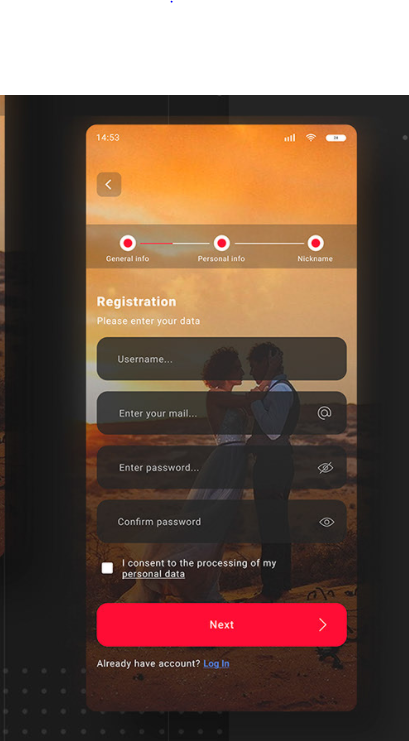 14:53
General info
Personal info
Nickname
Registration
Please enter your data
Username...
Enter your mail...
Enter password...
Confirm password
I consent to the processing of my
personal data
Next
Already have account? Log In